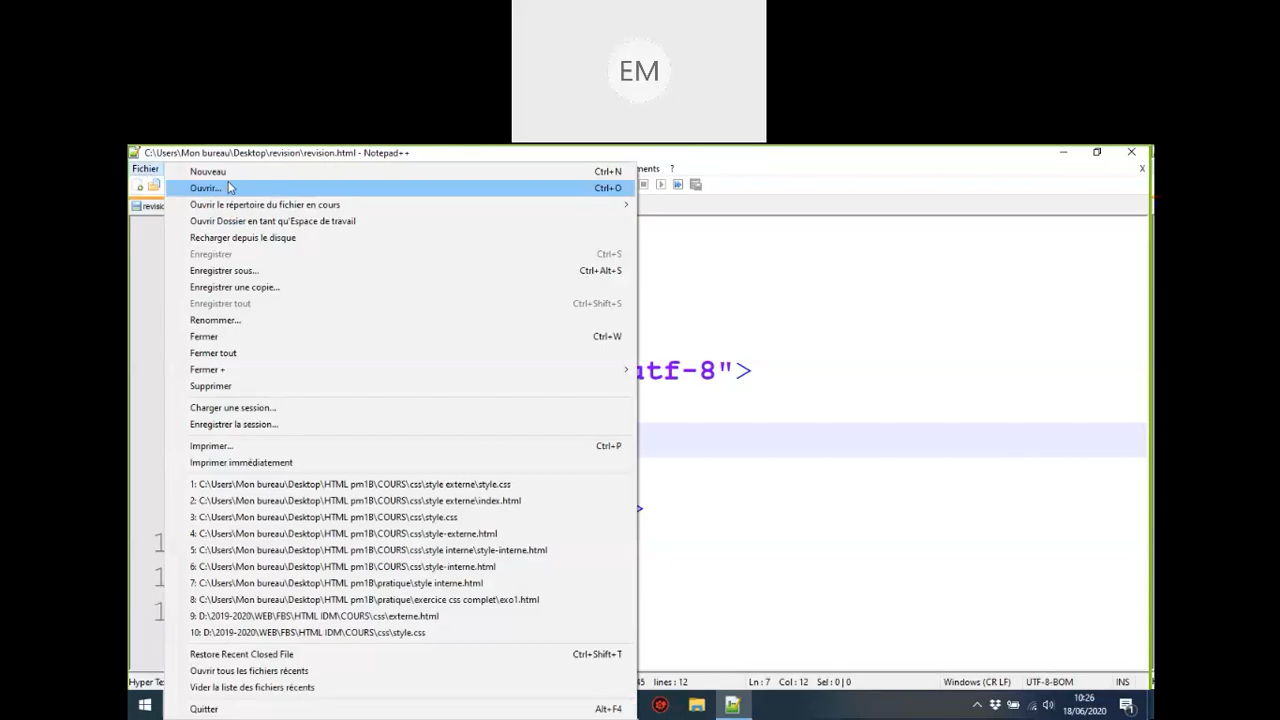 EM
C:\Users\Mon bureau\Desktop\revision\revision.html - Notepad++
Fichier ments ? X
Nouveau Ctrl+N
Ouvrir... Ctrl+O
Ouvrir le répertoire du fichier en cours
Ouvrir Dossier en tant qu'Espace de travail
Recharger depuis le disque
Enregistrer Ctrl+S
Enregistrer sous... Ctrl+Alt+S
Enregistrer une copie...
Enregistrer tout Ctrl+Shift+S
Renommer...
Fermer Ctrl+W
Fermer tout
Fermer +
Supprimer
Charger une session...
Enregistrer la session...
Imprimer... Ctrl+P
Imprimer immédiatement
1: C:\Users\Mon bureau\Desktop\HTML pm1B\COURS\css\style externe\style.css
2: C:\Users\Mon bureau\Desktop\HTML pm1B\COURS\css\style externe\index.html
3: C:\Users\Mon bureau\Desktop\HTML pm1B\COURS\css\style.css
4: C:\Users\Mon bureau\Desktop\HTML pm1B\COURS\css\style-externe.html
5: C:\Users\Mon bureau\Desktop\HTML pm1B\COURS\css\style interne\style-interne.html
6: C:\Users\Mon bureau\Desktop\HTML pm1B\COURS\css\style-interne.html
7: C:\Users\Mon bureau\Desktop\HTML pm1B\pratique\style interne.html
8: C:\Users\Mon bureau\Desktop\HTML pm1B\pratique\exercice css complet\exo1.html
9: D:\2019-2020\WEB\FBS\HTML IDM\COURS\css\externe.html
10: D:\2019-2020\WEB\FBS\HTML IDM\COURS\css\style.css
Restore Recent Closed File Ctrl+Shift+T
Ouvrir tous les fichiers récents
Vider la liste des fichiers récents
Quitter Alt+F4
revisio
utf-8">
>
1
1
1
Hyper Te 45 lines : 12 Ln : 7 Col : 12 Sel : 0 | 0 Windows (CR LF) UTF-8-BOM INS
10:26
18/06/2020